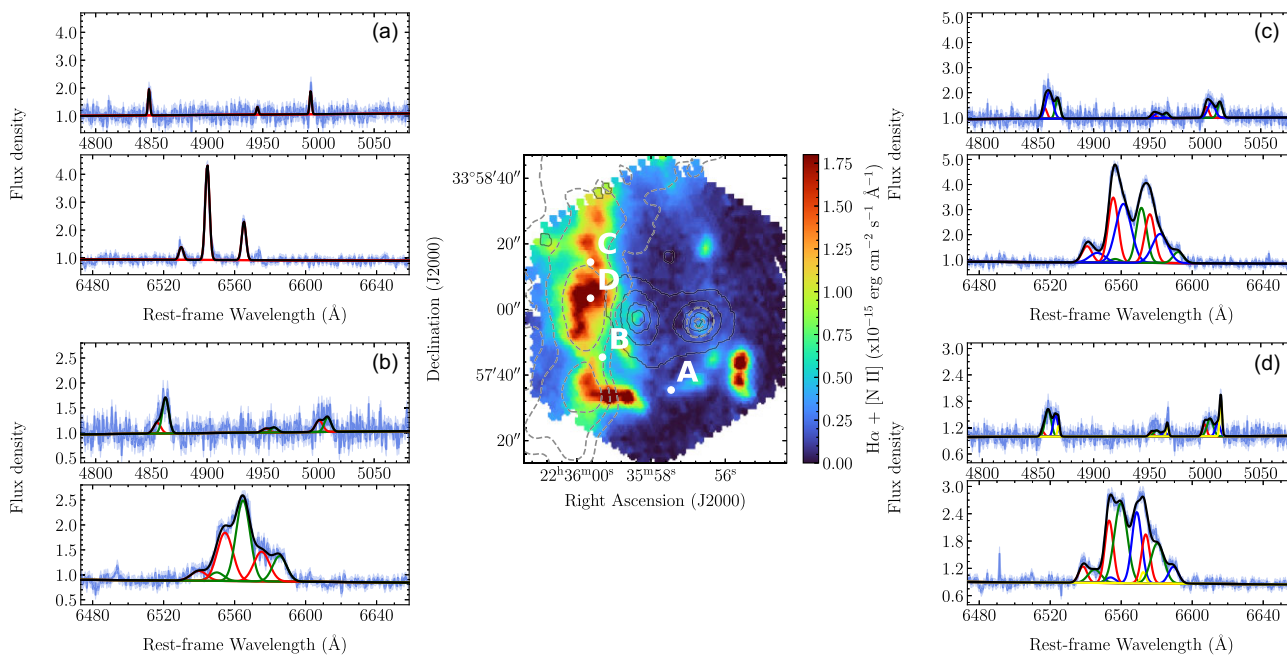 (a)
4.0
3.0
2.0
1.0
4800 4850 4900 4950 5000 5050
Flux density
4.0
3.0
2.0
1.0
6480 6520 6560 6600 6640
Rest-frame Wavelength (Å)
(b)
2.5
2.0
1.5
1.0
0.5
4800 4850 4900 4950 5000 5050
Flux density
2.5
2.0
1.5
1.0
0.5
6480 6520 6560 6600 6640
Rest-frame Wavelength (Å)
33°58′40″
20″
00″
57′40″
20″
Declination (J2000)
C
D
B
A
22ʰ36ᵐ00ˢ 35ᵐ58ˢ 56ˢ
Right Ascension (J2000)
1.75
1.50
1.25
1.00
0.75
0.50
0.25
0.00
Hα + [N II] (x10⁻¹⁵ erg cm⁻² s⁻¹ Å⁻¹)
(c)
5.0
4.0
3.0
2.0
1.0
4800 4850 4900 4950 5000 5050
Flux density
5.0
4.0
3.0
2.0
1.0
6480 6520 6560 6600 6640
Rest-frame Wavelength (Å)
(d)
3.0
2.4
1.8
1.2
0.6
4800 4850 4900 4950 5000 5050
Flux density
3.0
2.4
1.8
1.2
0.6
6480 6520 6560 6600 6640
Rest-frame Wavelength (Å)